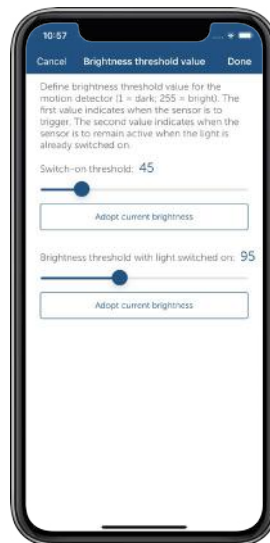 10:57
Cancel Brightness threshold value Done
Define brightness threshold value for the
motion detector (1 = dark; 255 = bright). The
first value indicates when the sensor is to
trigger. The second value indicates when the
sensor is to remain active when the light is
already switched on.
Switch-on threshold: 45
Adopt current brightness
Brightness threshold with light switched on: 95
Adopt current brightness